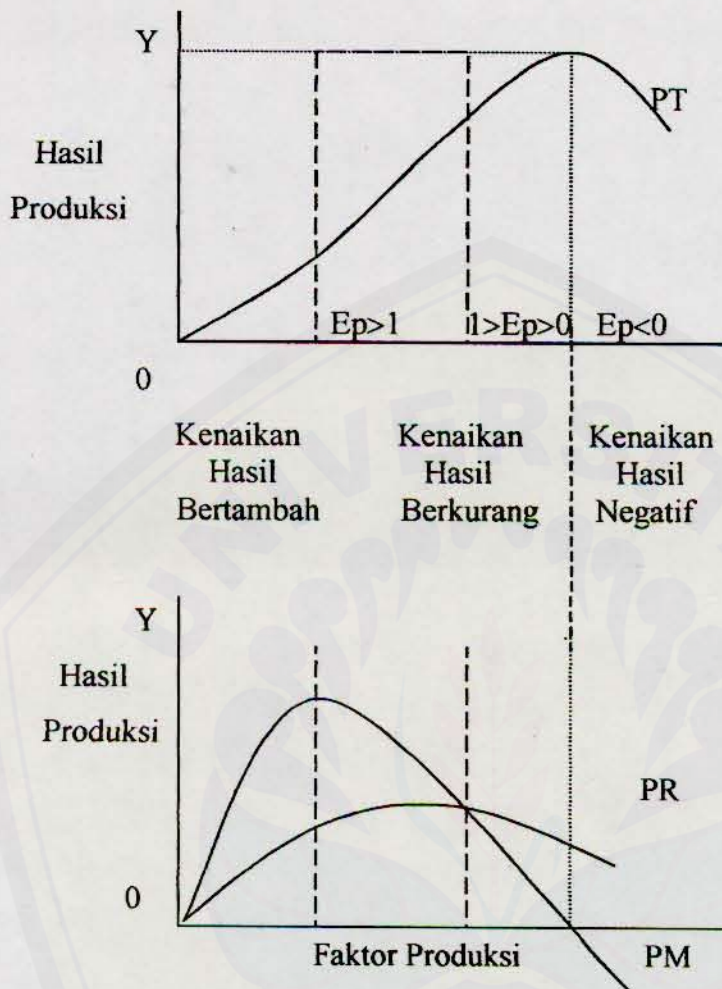 Y
Hasil
Produksi
PT
Ep>1
1>Ep>0
Ep<0
0
Kenaikan
Hasil
Bertambah
Kenaikan
Hasil
Berkurang
Kenaikan
Hasil
Negatif
UNIVERS
Y
Hasil
Produksi
PR
0
Faktor Produksi
PM